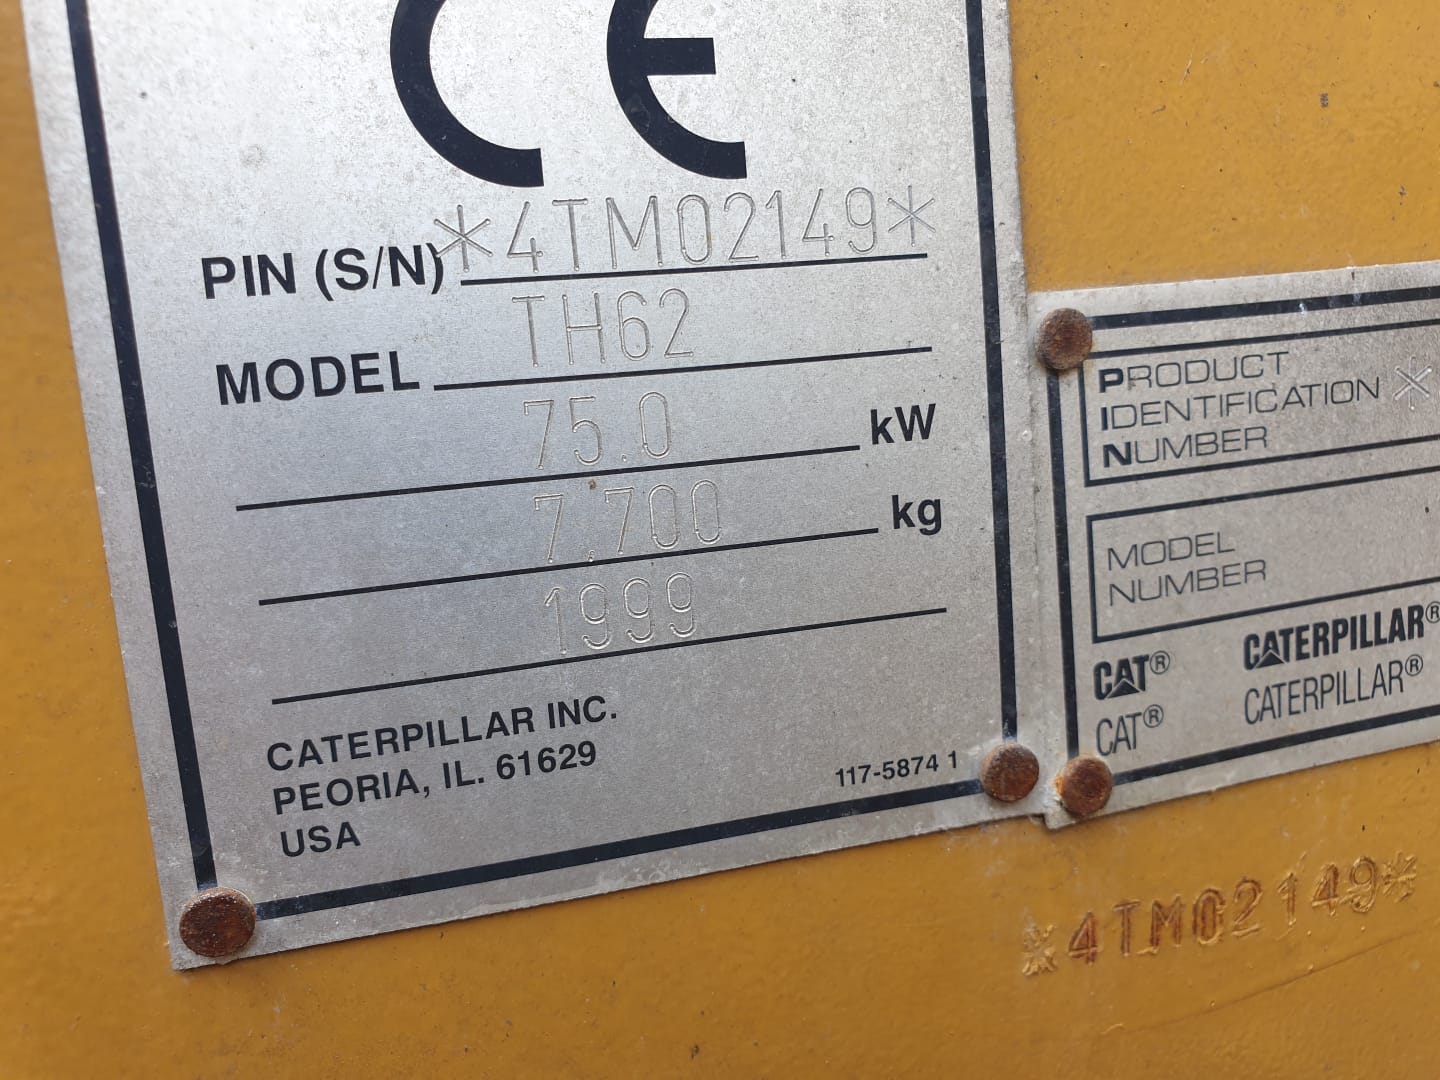 CE
PIN (S/N) *4TM02149*
MODEL TH62
75.0 kW
7,700 kg
1999
CATERPILLAR INC.
PEORIA, IL. 61629
USA
117-5874 1
PRODUCT
IDENTIFICATION *
NUMBER
MODEL
NUMBER
CAT® CATERPILLAR®
CAT® CATERPILLAR®
*4TM02149*